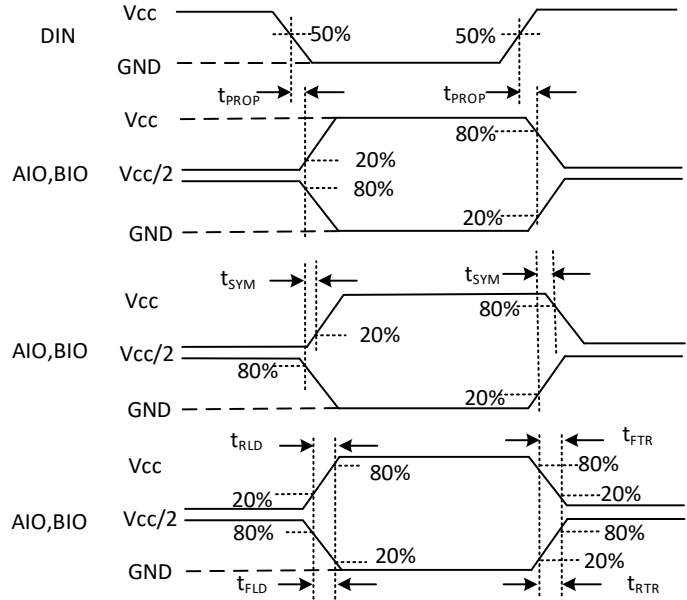 Vcc
DIN
50%
50%
GND
tPROP
tPROP
Vcc
80%
20%
AIO,BIO
Vcc/2
80%
20%
GND
tSYM
tSYM
Vcc
80%
20%
AIO,BIO
Vcc/2
80%
20%
GND
tRLD
tFTR
Vcc
80%
80%
20%
20%
AIO,BIO
Vcc/2
80%
80%
20%
20%
GND
tFLD
tRTR